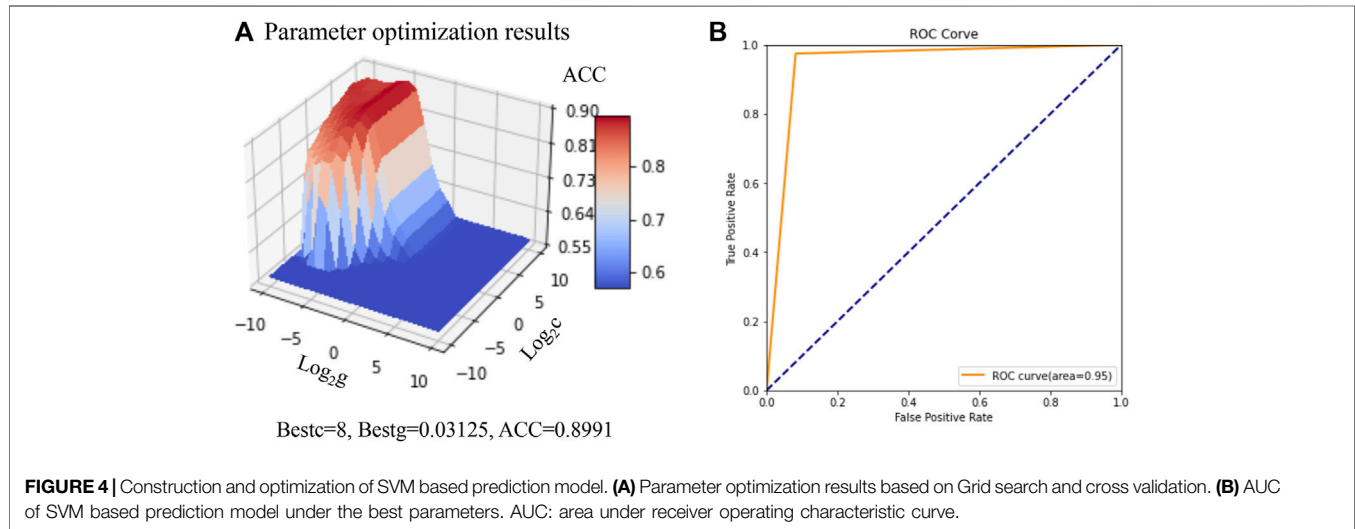 A Parameter optimization results
ACC
0.90
0.81
0.73
0.64
0.55
0.8
0.7
0.6
10
5
0
−5
−10
Log₂c
−10
−5
0
5
10
Log₂g
Bestc=8, Bestg=0.03125, ACC=0.8991
B
ROC Corve
1.0
0.8
0.6
0.4
0.2
0.0
True Positive Rate
ROC curve(area=0.95)
0.0 0.2 0.4 0.6 0.8 1.0
False Positive Rate
FIGURE 4 | Construction and optimization of SVM based prediction model. (A) Parameter optimization results based on Grid search and cross validation. (B) AUC
of SVM based prediction model under the best parameters. AUC: area under receiver operating characteristic curve.